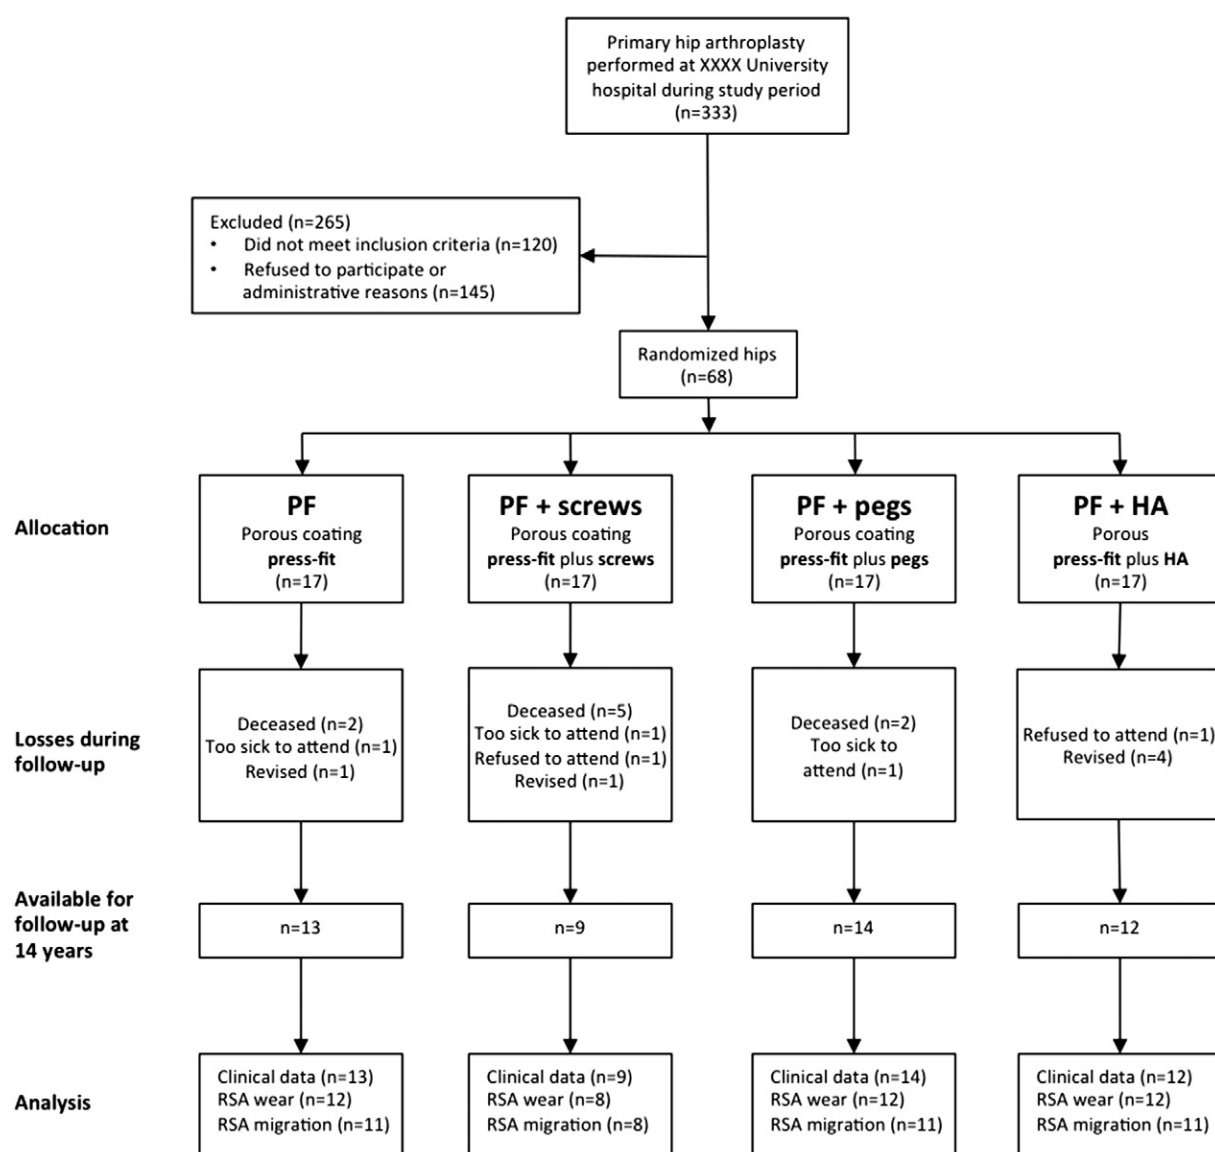 Primary hip arthroplasty
performed at XXXX University
hospital during study period
(n=333)
Excluded (n=265)
• Did not meet inclusion criteria (n=120)
• Refused to participate or
administrative reasons (n=145)
Randomized hips
(n=68)
Allocation
PF
Porous coating
press-fit
(n=17)
PF + screws
Porous coating
press-fit plus screws
(n=17)
PF + pegs
Porous coating
press-fit plus pegs
(n=17)
PF + HA
Porous
press-fit plus HA
(n=17)
Losses during
follow-up
Deceased (n=2)
Too sick to attend (n=1)
Revised (n=1)
Deceased (n=5)
Too sick to attend (n=1)
Refused to attend (n=1)
Revised (n=1)
Deceased (n=2)
Too sick to
attend (n=1)
Refused to attend (n=1)
Revised (n=4)
Available for
follow-up at
14 years
n=13
n=9
n=14
n=12
Analysis
Clinical data (n=13)
RSA wear (n=12)
RSA migration (n=11)
Clinical data (n=9)
RSA wear (n=8)
RSA migration (n=8)
Clinical data (n=14)
RSA wear (n=12)
RSA migration (n=11)
Clinical data (n=12)
RSA wear (n=12)
RSA migration (n=11)